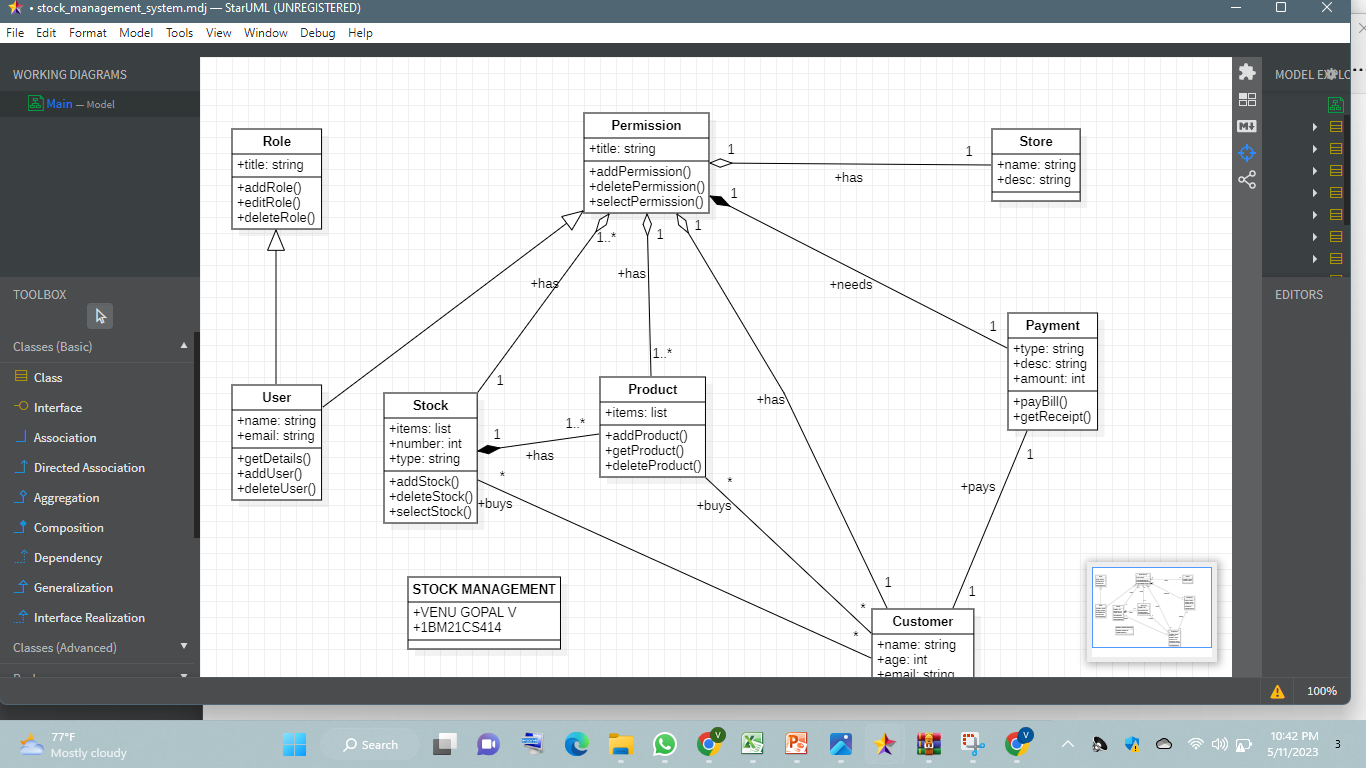 • stock_management_system.mdj — StarUML (UNREGISTERED)
File Edit Format Model Tools View Window Debug Help
WORKING DIAGRAMS
Main — Model
TOOLBOX
Classes (Basic)
Class
Interface
Association
Directed Association
Aggregation
Composition
Dependency
Generalization
Interface Realization
Classes (Advanced)
Role
+title: string
+addRole()
+editRole()
+deleteRole()
Permission
+title: string
+addPermission()
+deletePermission()
+selectPermission()
1
1
+has
Store
+name: string
+desc: string
1
+needs
1
1..*
+has
1
1
+has
1..*
1
+has
1
User
+name: string
+email: string
+getDetails()
+addUser()
+deleteUser()
Stock
+items: list
+number: int
+type: string
+addStock()
+deleteStock()
+selectStock()
1
1..*
+has
Product
+items: list
+addProduct()
+getProduct()
+deleteProduct()
Payment
+type: string
+desc: string
+amount: int
+payBill()
+getReceipt()
1
+pays
1
*
+buys
*
*
+buys
*
STOCK MANAGEMENT
+VENU GOPAL V
+1BM21CS414
Customer
+name: string
+age: int
+email: string
M
MODEL EXPLO
EDITORS
100%
77°F
Mostly cloudy
Search
V
V
10:42 PM
5/11/2023
3